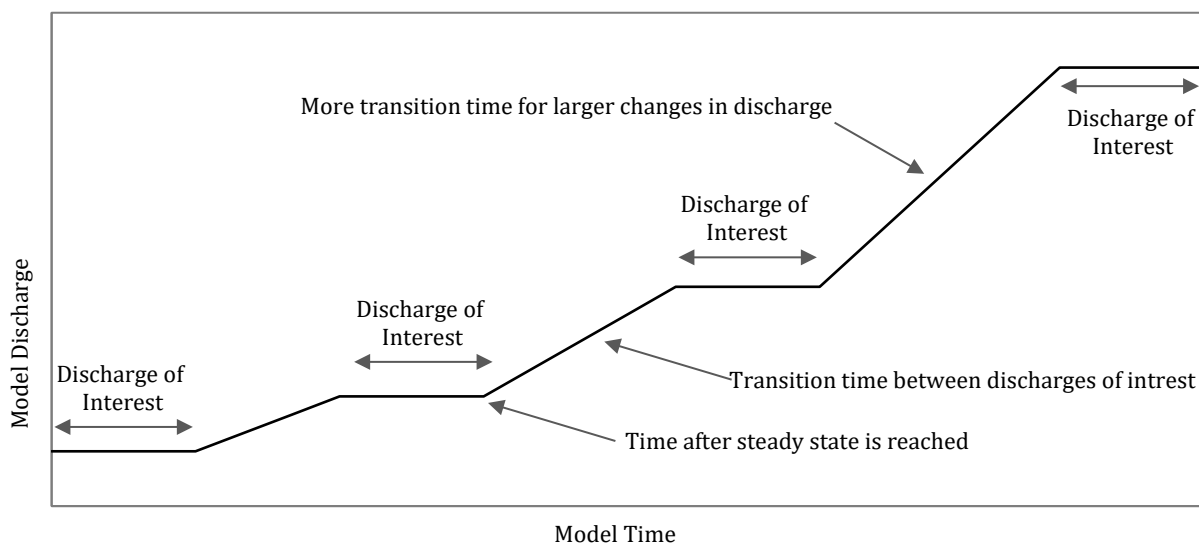 More transition time for larger changes in discharge
Discharge of
Interest
Discharge of
Interest
Discharge of
Interest
Discharge of
Interest
Transition time between discharges of intrest
Time after steady state is reached
Model Discharge
Model Time